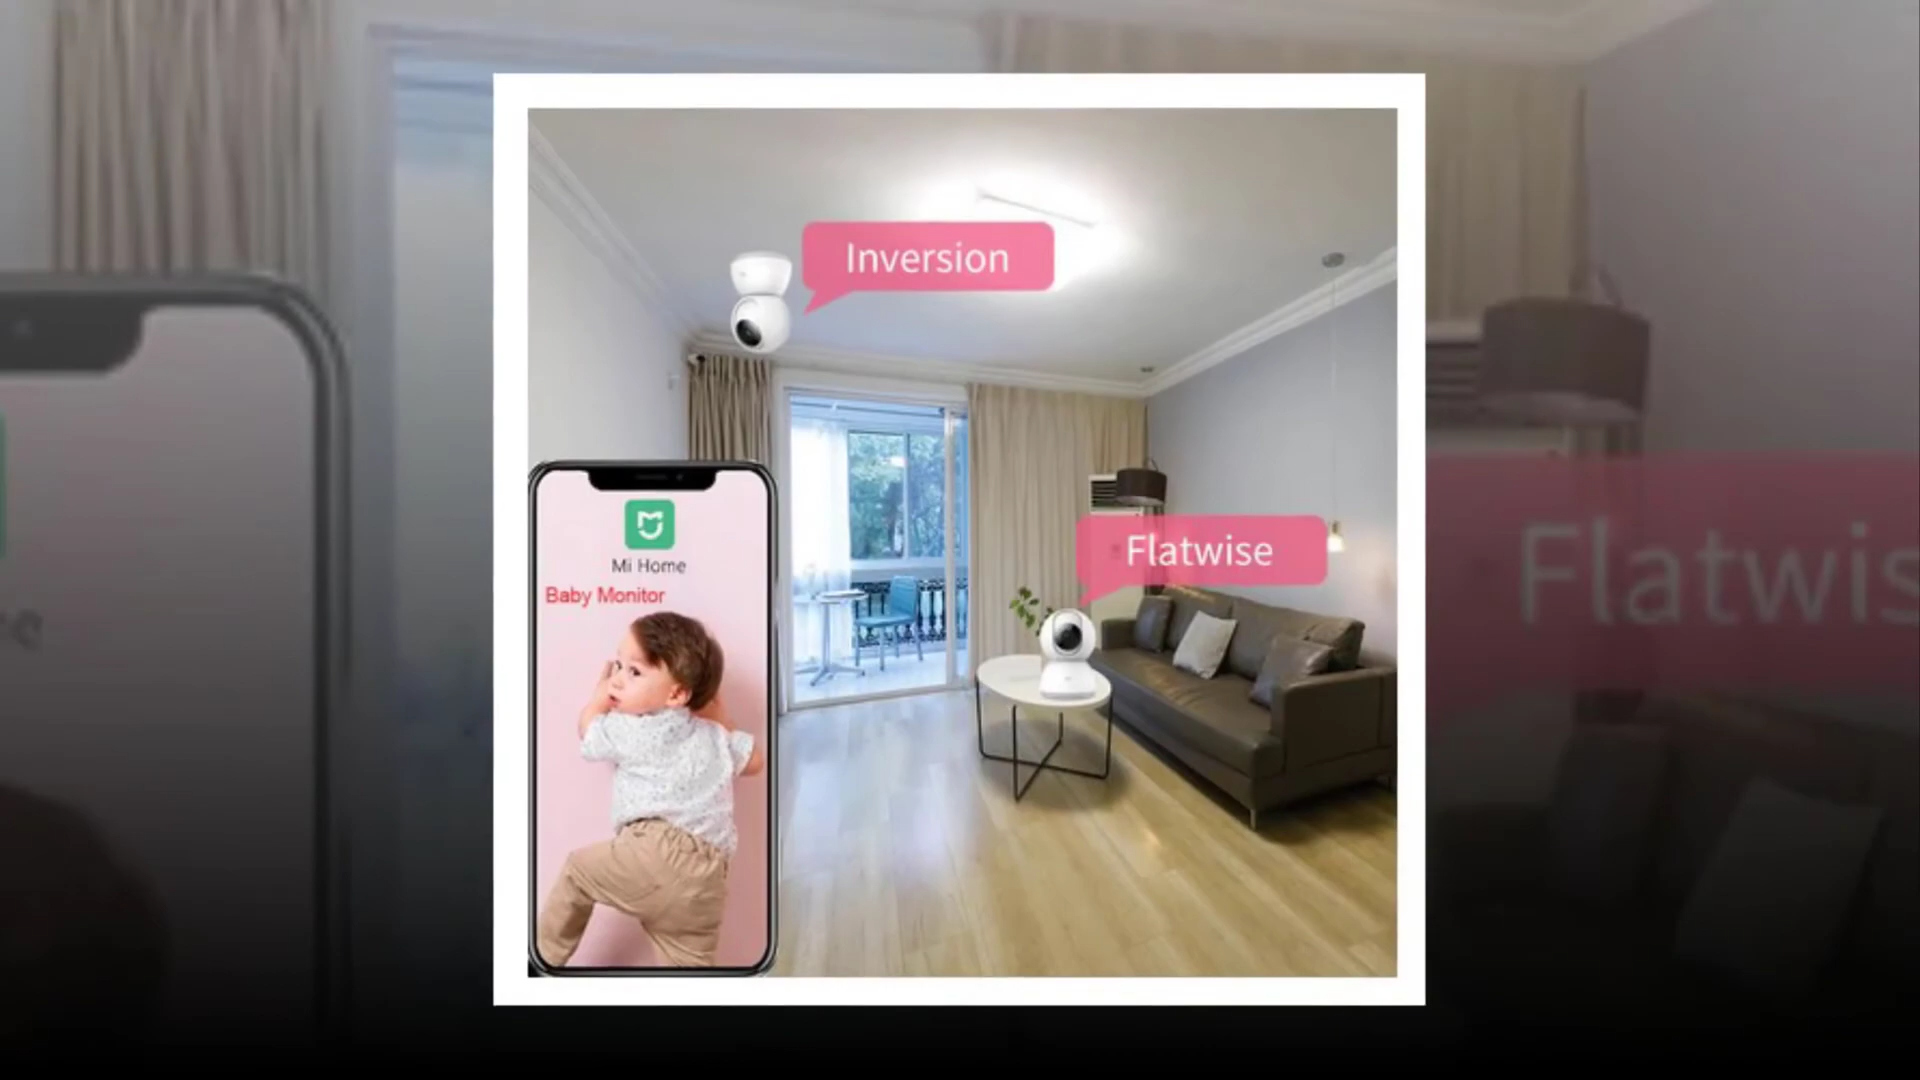 Inversion
Flatwise
Mi Home
Baby Monitor
Flatwis